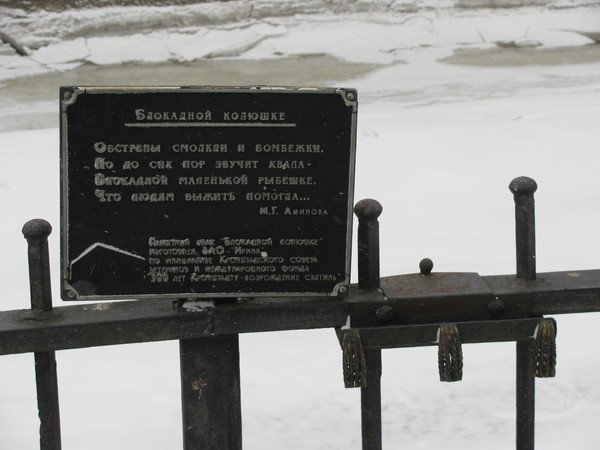 Блокадной колюшке
Обстрелы смолкли и бомбежки,
Но до сих пор звучит хвала -
Блокадной маленькой рыбешке,
Что людям выжить помогла...
М.Г. Аминова
Памятный знак "Блокадной колюшке"
изготовлен ЗАО "Ирина"
по инициативе Кронштадтского совета
ветеранов и международного фонда
"300 лет Кронштадту - возрождение святынь"